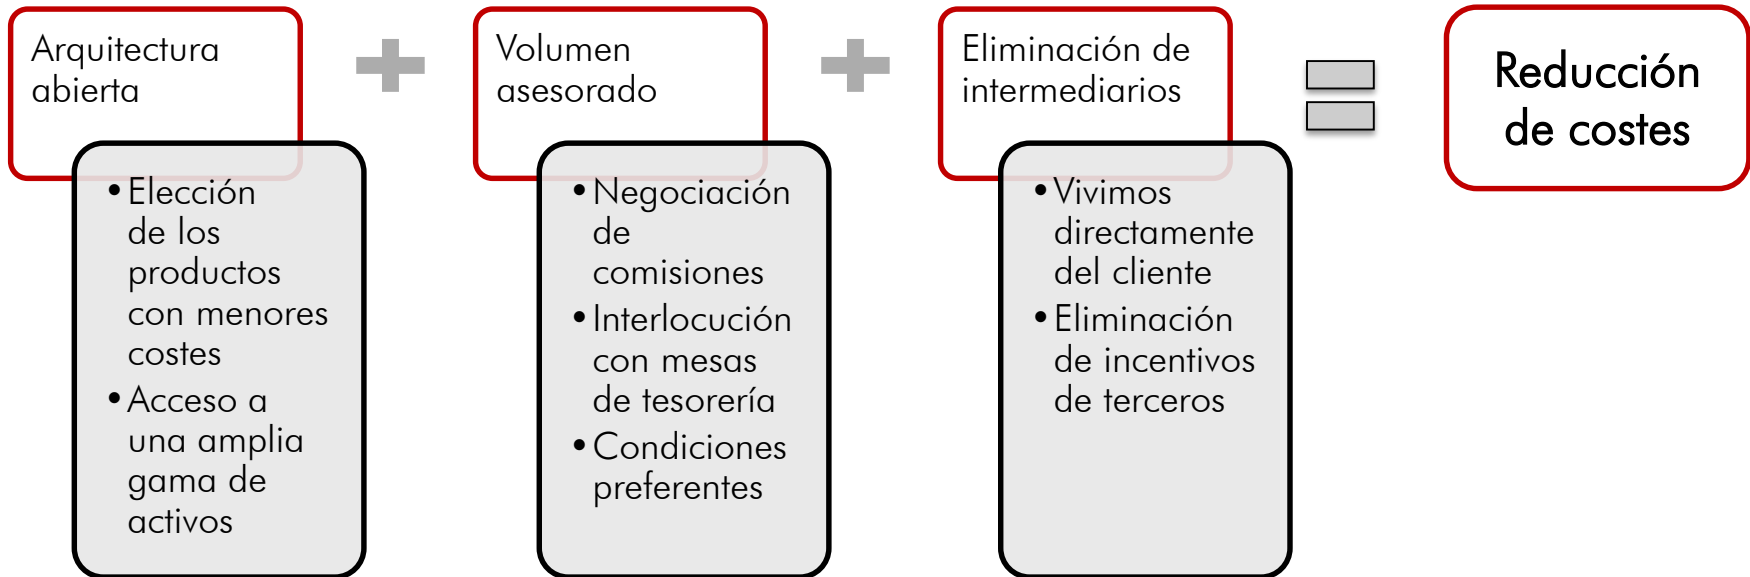 Arquitectura
abierta
• Elección
de los
productos
con menores
costes
• Acceso a
una amplia
gama de
activos
Volumen
asesorado
• Negociación
de
comisiones
• Interlocución
con mesas
de tesorería
• Condiciones
preferentes
Eliminación de
intermediarios
• Vivimos
directamente
del cliente
• Eliminación
de incentivos
de terceros
Reducción
de costes